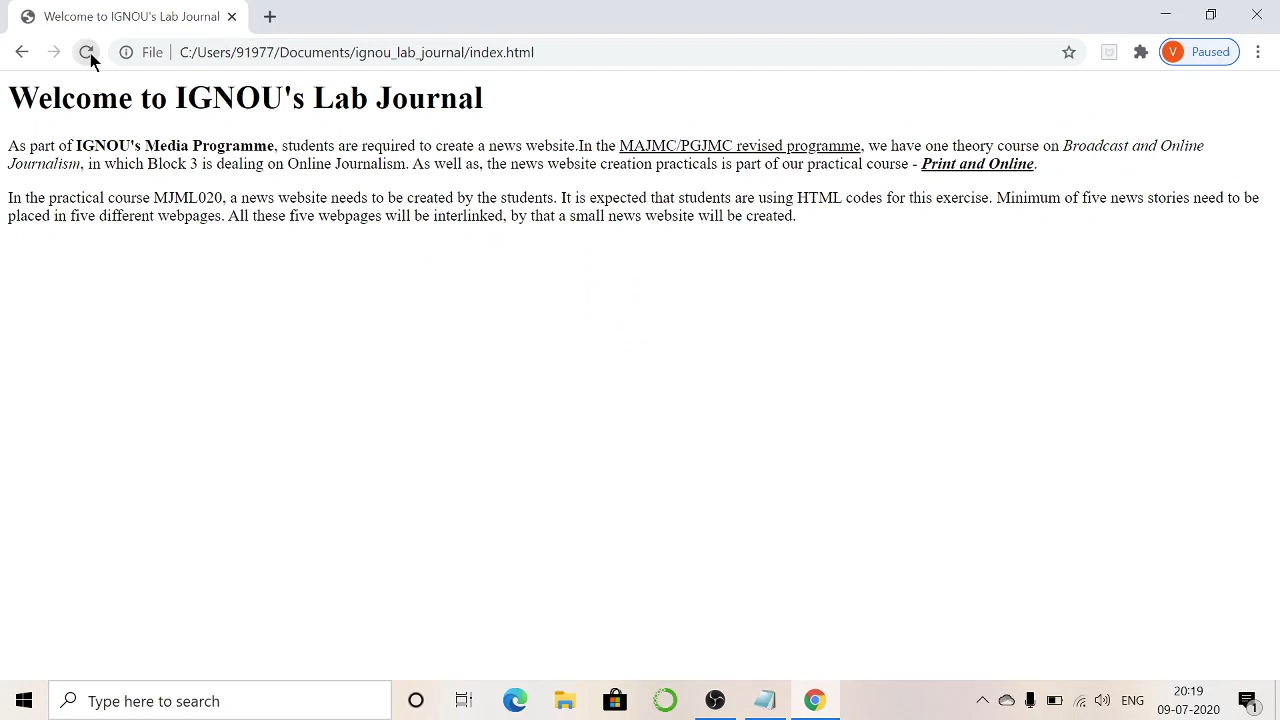 Welcome to IGNOU's Lab Journal
File
C:/Users/91977/Documents/ignou_lab_journal/index.html
V Paused
Welcome to IGNOU's Lab Journal
As part of IGNOU's Media Programme, students are required to create a news website.In the MAJMC/PGJMC revised programme, we have one theory course on Broadcast and Online
Journalism, in which Block 3 is dealing on Online Journalism. As well as, the news website creation practicals is part of our practical course - Print and Online.
In the practical course MJML020, a news website needs to be created by the students. It is expected that students are using HTML codes for this exercise. Minimum of five news stories need to be
placed in five different webpages. All these five webpages will be interlinked, by that a small news website will be created.
Type here to search
ENG
20:19
09-07-2020
1